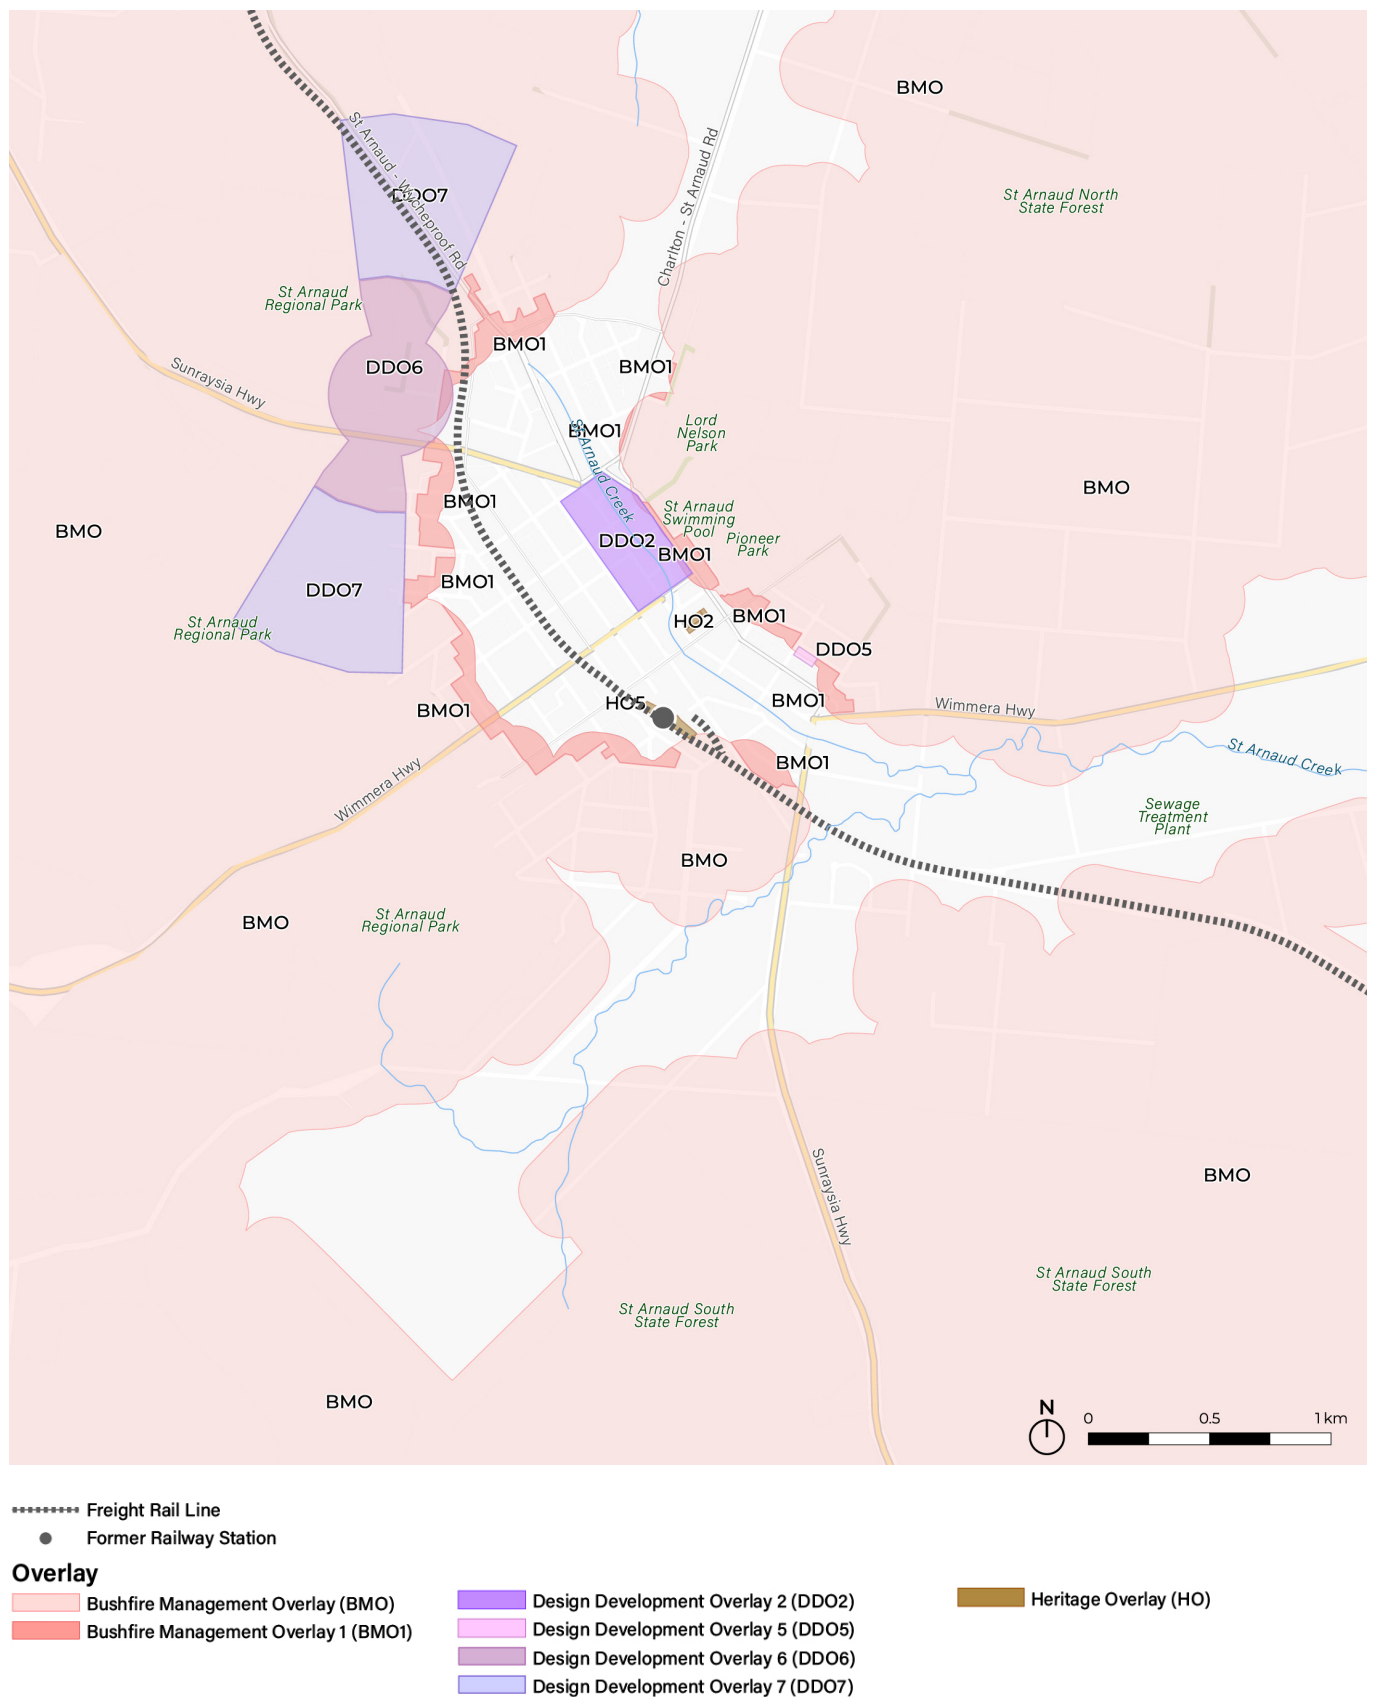 BMO
St Arnaud - Wycheproof Rd
DDO7
Charlton - St Arnaud Rd
St Arnaud North
State Forest
St Arnaud
Regional Park
BMO1
BMO1
DDO6
Sunraysia Hwy
BMO1
Lord
Nelson
Park
St Arnaud Creek
BMO
BMO1
St Arnaud
Swimming
Pool
Pioneer
Park
BMO
DDO2
BMO1
BMO1
DDO7
St Arnaud
Regional Park
HO2
BMO1
DDO5
BMO1
HO5
BMO1
Wimmera Hwy
St Arnaud Creek
BMO1
Wimmera Hwy
Sewage
Treatment
Plant
BMO
BMO
St Arnaud
Regional Park
BMO
Sunraysia Hwy
St Arnaud South
State Forest
St Arnaud South
State Forest
BMO
N
0 0.5 1 km
Freight Rail Line
Former Railway Station
Overlay
Bushfire Management Overlay (BMO)
Bushfire Management Overlay 1 (BMO1)
Design Development Overlay 2 (DDO2)
Design Development Overlay 5 (DDO5)
Design Development Overlay 6 (DDO6)
Design Development Overlay 7 (DDO7)
Heritage Overlay (HO)